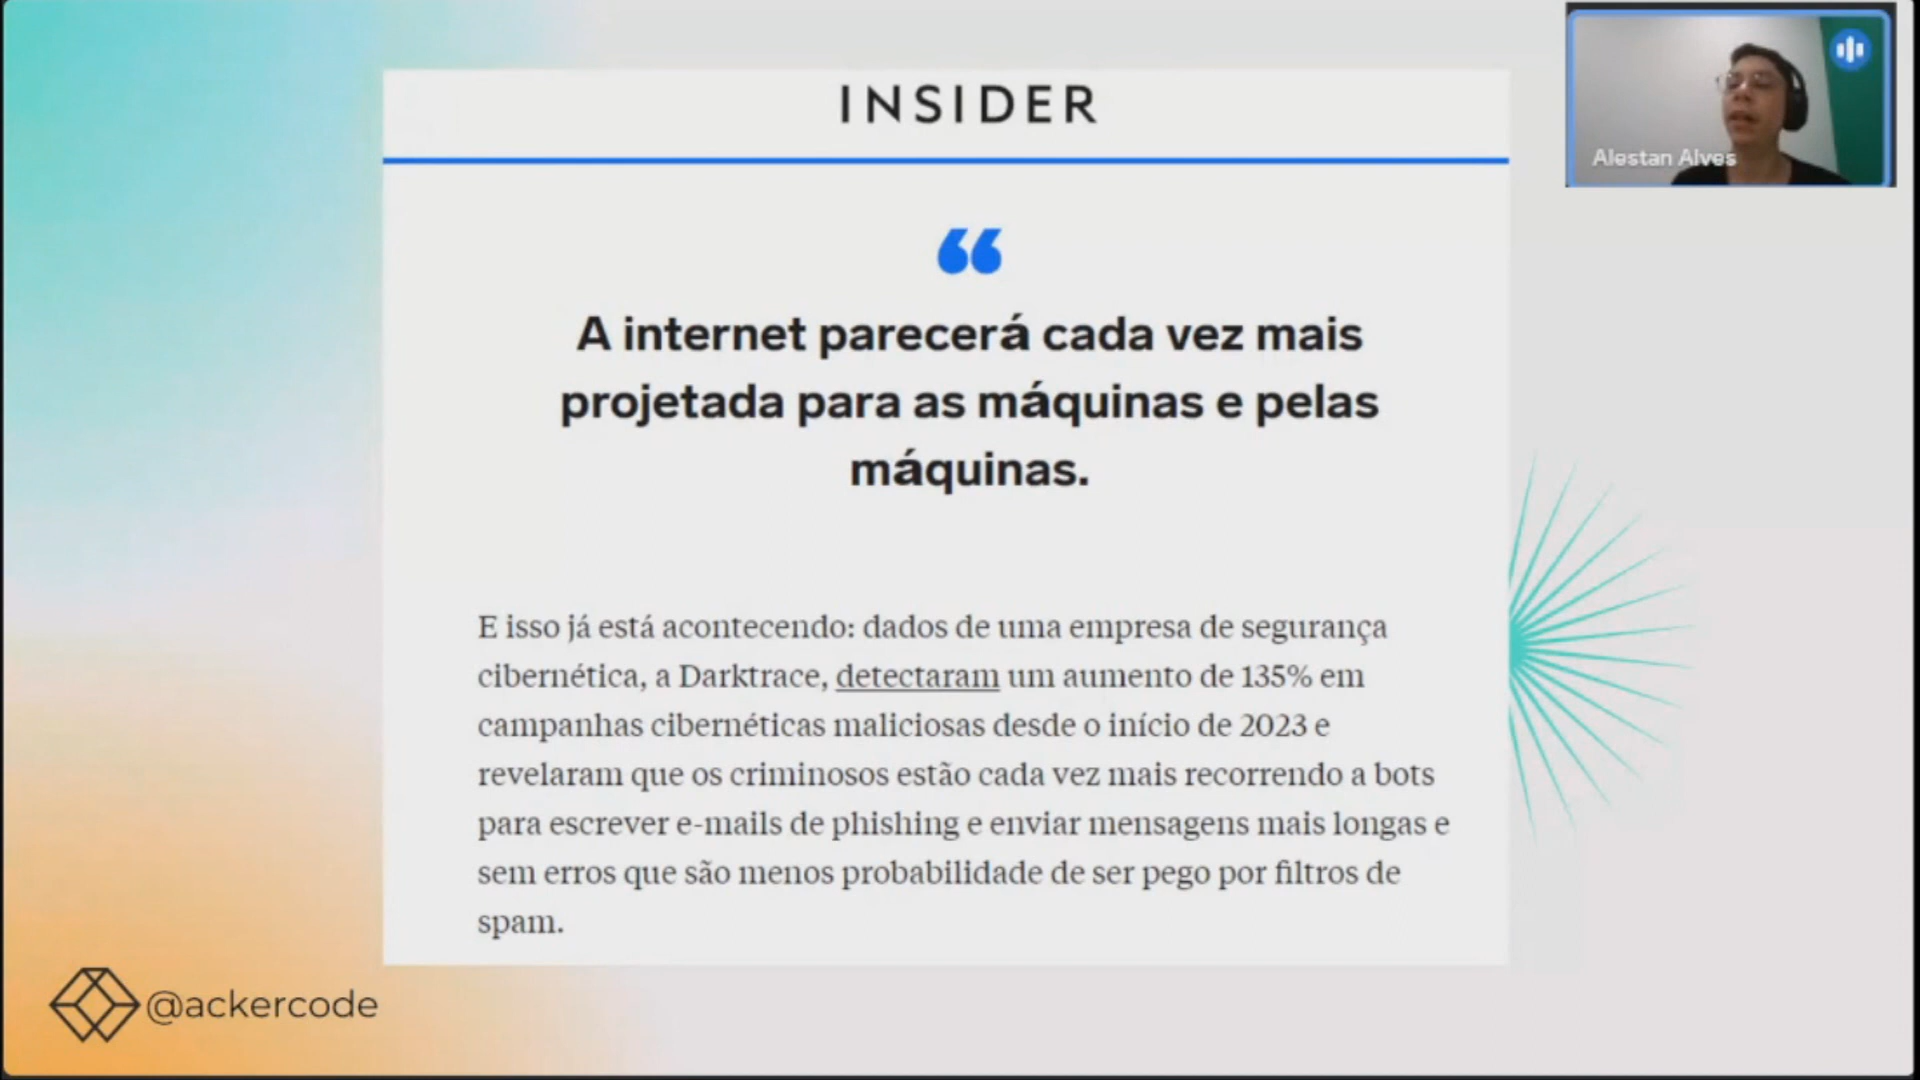 INSIDER
Alestan Alves
“
A internet parecerá cada vez mais
projetada para as máquinas e pelas
máquinas.
E isso já está acontecendo: dados de uma empresa de segurança
cibernética, a Darktrace, detectaram um aumento de 135% em
campanhas cibernéticas maliciosas desde o início de 2023 e
revelaram que os criminosos estão cada vez mais recorrendo a bots
para escrever e-mails de phishing e enviar mensagens mais longas e
sem erros que são menos probabilidade de ser pego por filtros de
spam.
@ackercode